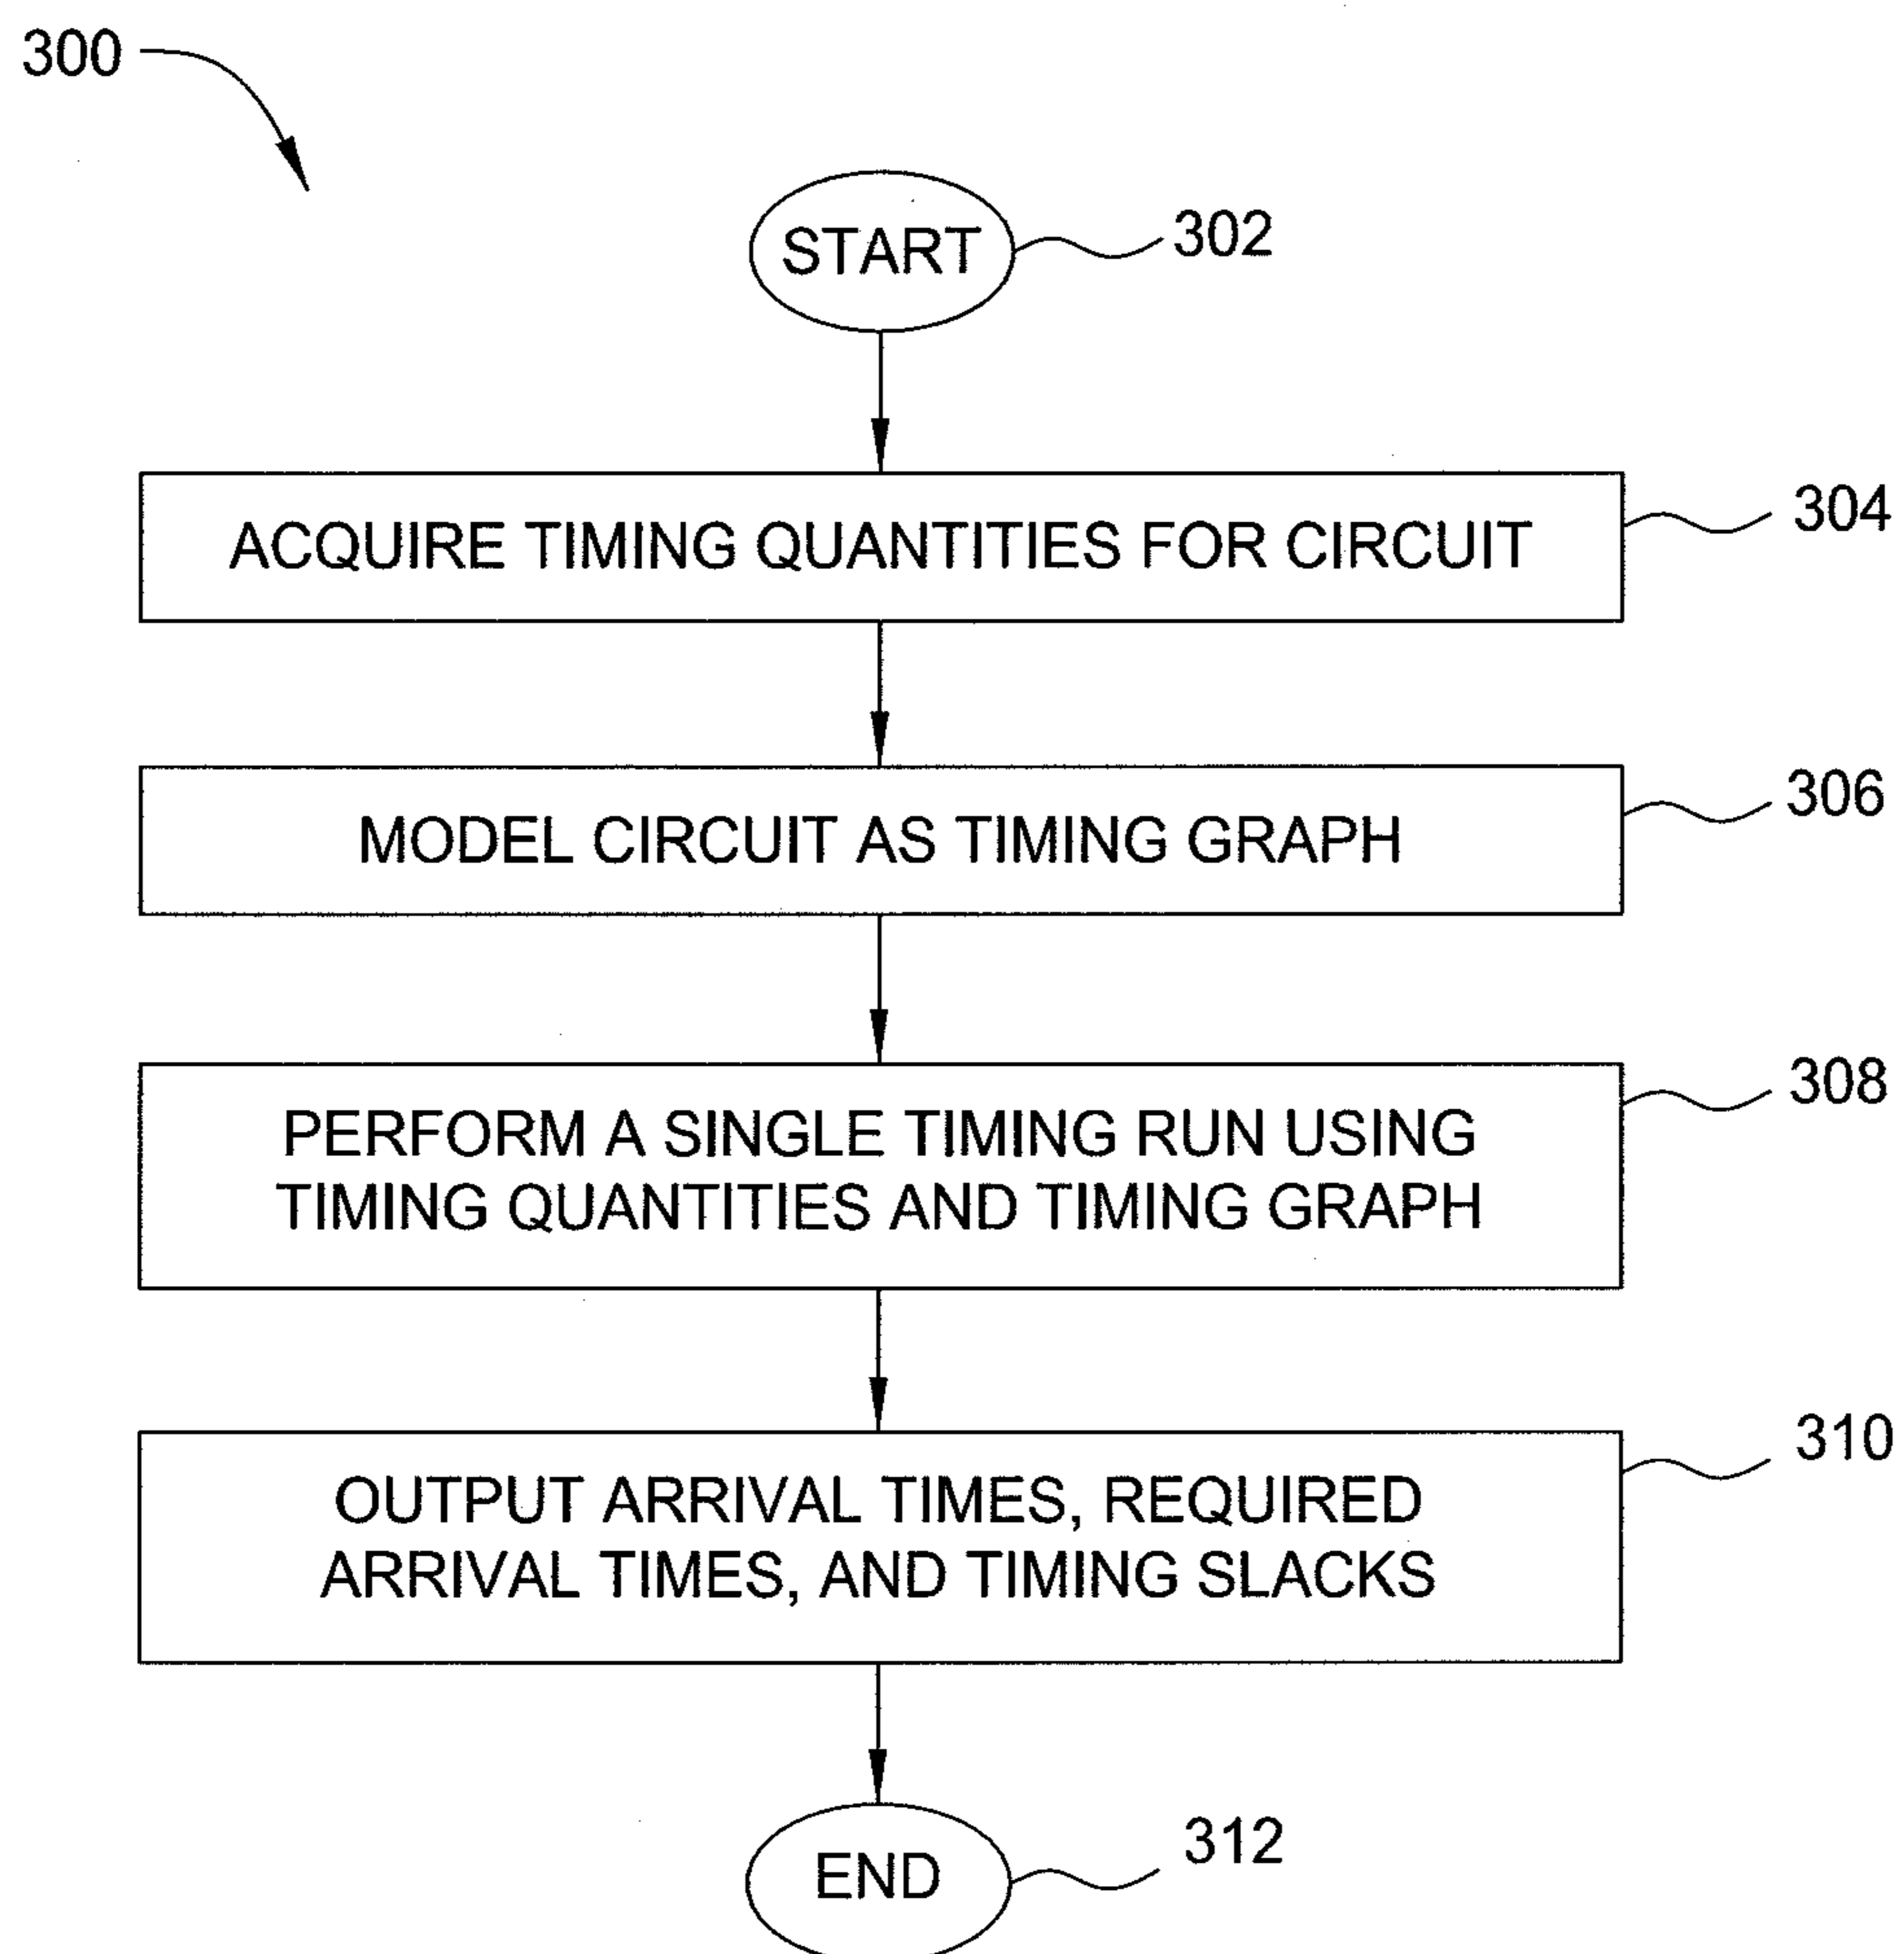 300
START
302
ACQUIRE TIMING QUANTITIES FOR CIRCUIT
304
MODEL CIRCUIT AS TIMING GRAPH
306
PERFORM A SINGLE TIMING RUN USING
TIMING QUANTITIES AND TIMING GRAPH
308
OUTPUT ARRIVAL TIMES, REQUIRED
ARRIVAL TIMES, AND TIMING SLACKS
310
END
312